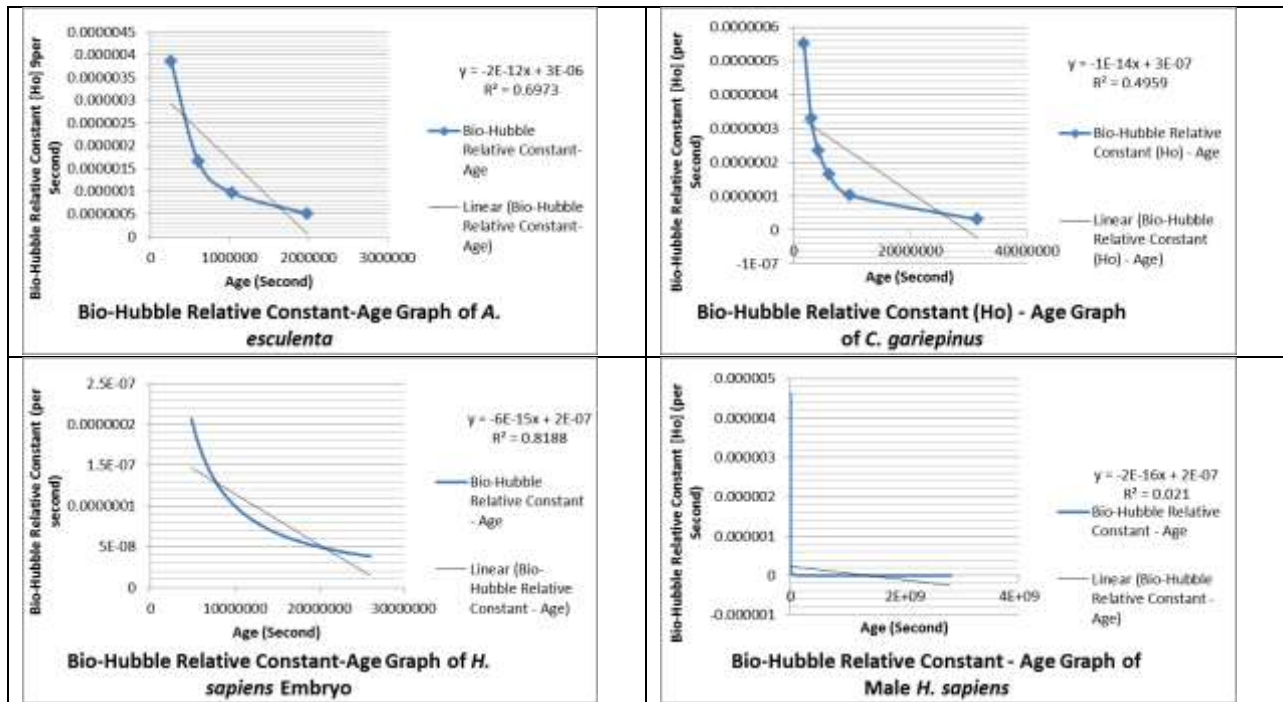 Bio-Hubble Relative Constant [Ho] 9per
Second)
0.0000045
0.000004
0.0000035
0.000003
0.0000025
0.000002
0.0000015
0.000001
0.0000005
0
0 1000000 2000000 3000000
Age (Second)
y = -2E-12x + 3E-06
R² = 0.6973
Bio-Hubble
Relative Constant-
Age
Linear (Bio-Hubble
Relative Constant-
Age)
Bio-Hubble Relative Constant-Age Graph of A.
esculenta
Bio-Hubble Relative Constant [Ho] (per
Second)
0.0000006
0.0000005
0.0000004
0.0000003
0.0000002
0.0000001
0
-1E-07
0 20000000 40000000
Age (Second)
y = -1E-14x + 3E-07
R² = 0.4959
Bio-Hubble Relative
Constant (Ho) - Age
Linear (Bio-Hubble
Relative Constant
(Ho) - Age)
Bio-Hubble Relative Constant (Ho) - Age Graph
of C. gariepinus
Bio-Hubble Relative Constant (per
second)
2.5E-07
0.0000002
1.5E-07
0.0000001
5E-08
0
0 10000000 20000000 30000000
Age (Second)
y = -6E-15x + 2E-07
R² = 0.8188
Bio-Hubble
Relative Constant
- Age
Linear (Bio-
Hubble Relative
Constant - Age)
Bio-Hubble Relative Constant-Age Graph of H.
sapiens Embryo
Bio-Hubble Relative Constant [Ho] (per
Second)
0.000005
0.000004
0.000003
0.000002
0.000001
0
-0.000001
0 2E+09 4E+09
Age (Second)
y = -2E-16x + 2E-07
R² = 0.021
Bio-Hubble Relative
Constant - Age
Linear (Bio-Hubble
Relative Constant -
Age)
Bio-Hubble Relative Constant - Age Graph of
Male H. sapiens